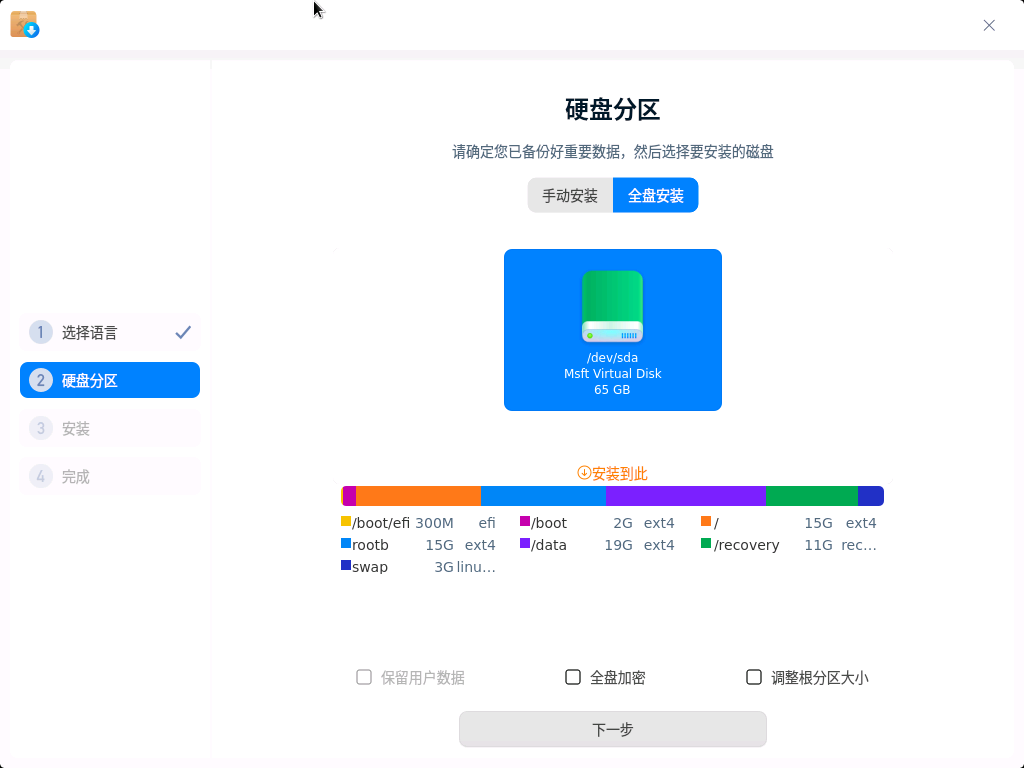 硬盘分区
请确定您已备份好重要数据，然后选择要安装的磁盘
手动安装 全盘安装
1 选择语言
2 硬盘分区
3 安装
4 完成
/dev/sda
Msft Virtual Disk
65 GB
安装到此
/boot/efi 300M efi /boot 2G ext4 / 15G ext4
rootb 15G ext4 /data 19G ext4 /recovery 11G rec...
swap 3G linu...
保留用户数据 全盘加密 调整根分区大小
下一步